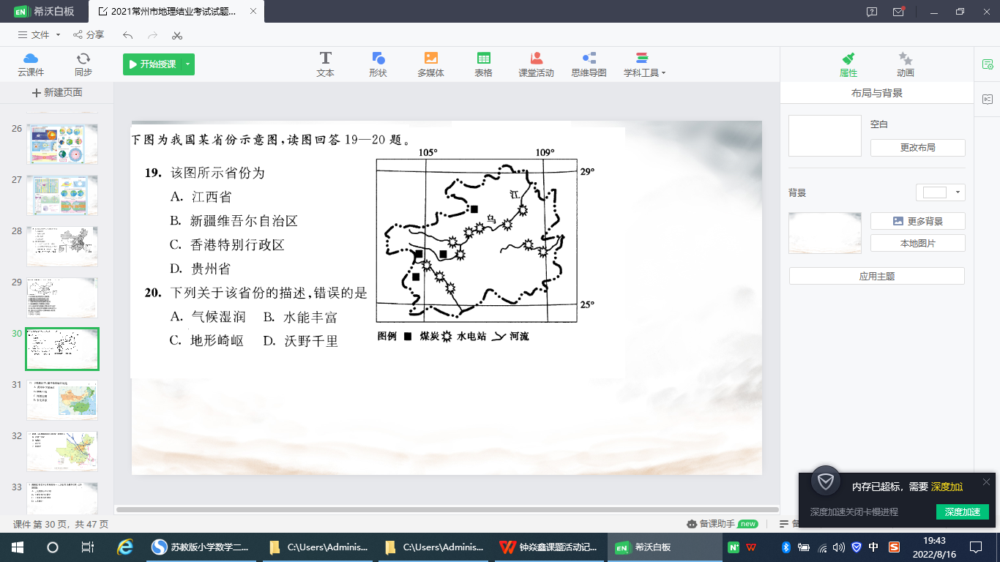 希沃白板
2021常州市地理结业考试试题...
文件
分享
云课件
同步
开始授课
文本
形状
多媒体
表格
课堂活动
思维导图
学科工具
属性
动画
新建页面
布局与背景
空白
更改布局
背景
更多背景
本地图片
应用主题
26
27
28
29
30
31
32
33
下图为我国某省份示意图,读图回答19—20题。
19. 该图所示省份为
A. 江西省
B. 新疆维吾尔自治区
C. 香港特别行政区
D. 贵州省
20. 下列关于该省份的描述,错误的是
A. 气候湿润 B. 水能丰富
C. 地形崎岖 D. 沃野千里
105° 109°
29°
江
乌
25°
图例 煤炭 水电站 河流
内存已超标，需要 深度加
深度加速关闭卡慢进程
深度加速
课件 第 30 页，共 47 页
备课助手 new
备
苏教版小学数学二...
C:\Users\Adminis...
C:\Users\Adminis...
钟焱鑫课题活动记...
希沃白板
中
19:43
2022/8/16